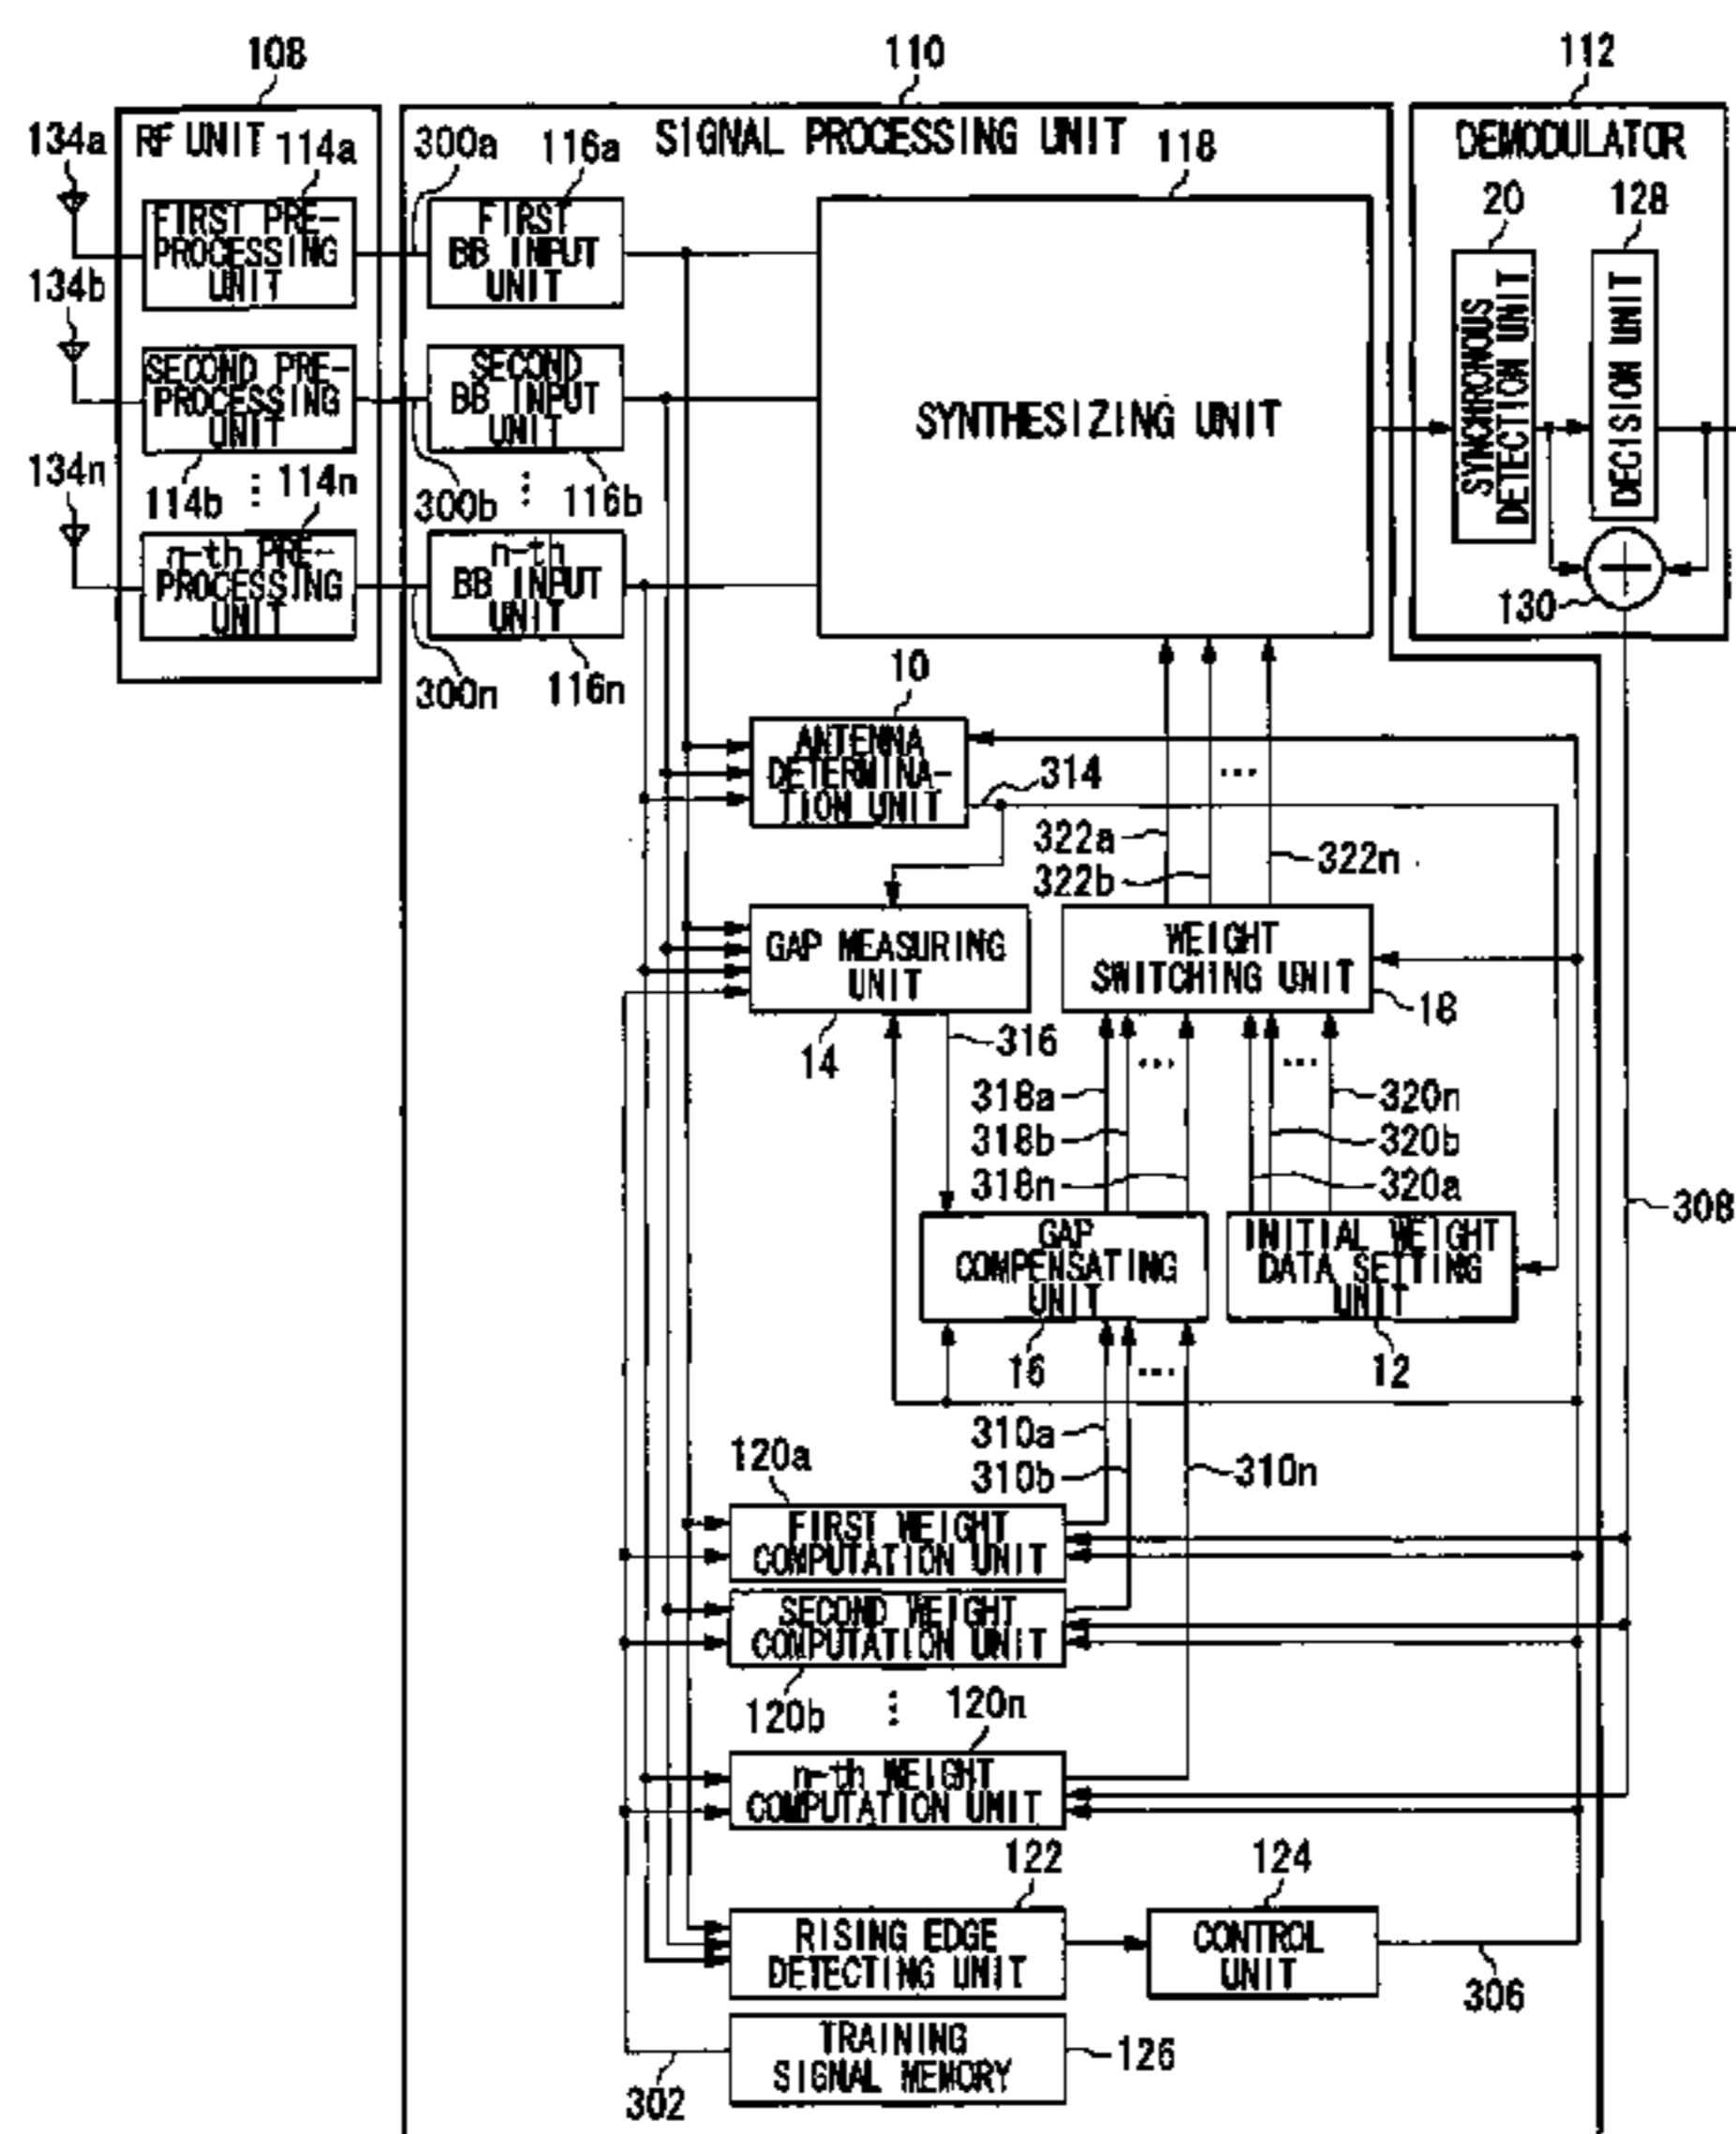 108
110
112
134a
RF UNIT
114a
300a
116a
SIGNAL PROCESSING UNIT
118
DEMODULATOR
FIRST PRE-
PROCESSING
UNIT
FIRST
BB INPUT
UNIT
20
128
134b
SECOND PRE-
PROCESSING
UNIT
SECOND
BB INPUT
UNIT
SYNTHESIZING UNIT
SYNCHRONOUS
DETECTION UNIT
DECISION UNIT
134n
114b
⋮
114n
300b
⋮
116b
n-th PRE-
PROCESSING
UNIT
n-th
BB INPUT
UNIT
130
300n
116n
10
ANTENNA
DETERMINA-
TION UNIT
314
...
322a
322b
322n
GAP MEASURING
UNIT
WEIGHT
SWITCHING UNIT
18
14
316
...
...
318a
318b
318n
320n
320b
320a
308
GAP
COMPENSATING
UNIT
INITIAL WEIGHT
DATA SETTING
UNIT
16
...
12
310a
310b
310n
120a
FIRST WEIGHT
COMPUTATION UNIT
SECOND WEIGHT
COMPUTATION UNIT
120b
⋮
120n
n-th WEIGHT
COMPUTATION UNIT
122
124
RISING EDGE
DETECTING UNIT
CONTROL
UNIT
306
TRAINING
SIGNAL MEMORY
126
302